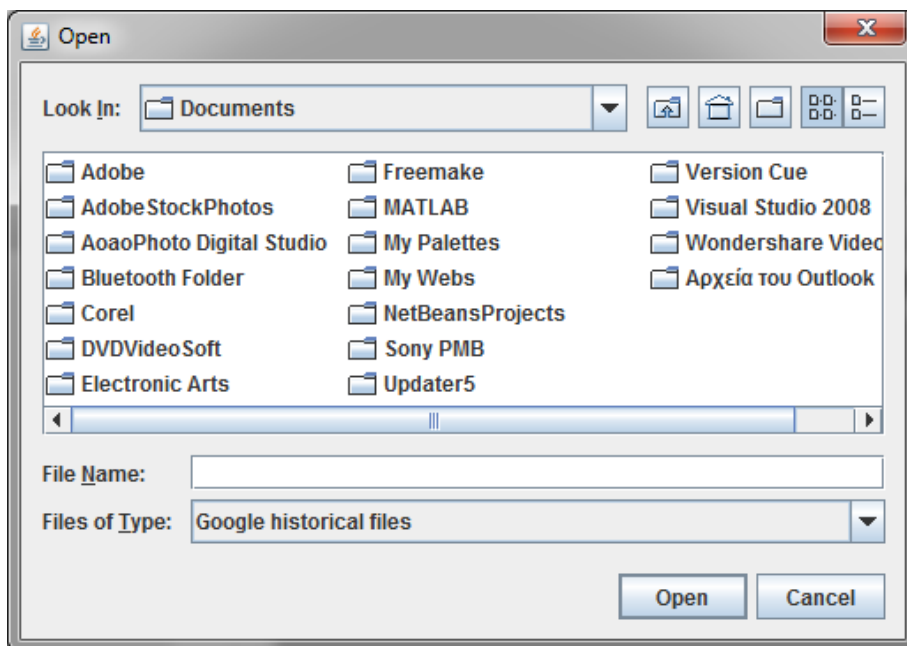 Open
Look In: Documents
Adobe
AdobeStockPhotos
AoaoPhoto Digital Studio
Bluetooth Folder
Corel
DVDVideoSoft
Electronic Arts
Freemake
MATLAB
My Palettes
My Webs
NetBeansProjects
Sony PMB
Updater5
Version Cue
Visual Studio 2008
Wondershare Video
Αρχεία του Outlook
File Name:
Files of Type: Google historical files
Open Cancel